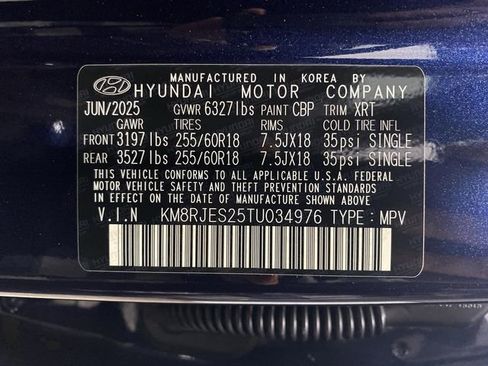 MANUFACTURED IN KOREA BY
HYUNDAI MOTOR COMPANY
JUN/2025 GVWR 6327lbs PAINT CBP TRIM XRT
GAWR TIRES RIMS COLD TIRE INFL
FRONT 3197lbs 255/60R18 7.5JX18 35psi SINGLE
REAR 3527lbs 255/60R18 7.5JX18 35psi SINGLE
THIS VEHICLE CONFORMS TO ALL APPLICABLE U.S.A. FEDERAL
MOTOR VEHICLE SAFETY, BUMPER, AND THEFT PREVENTION STANDARDS
IN EFFECT ON THE DATE OF MANUFACTURE SHOWN ABOVE.
V.I.N KM8RJES25TU034976 TYPE : MPV